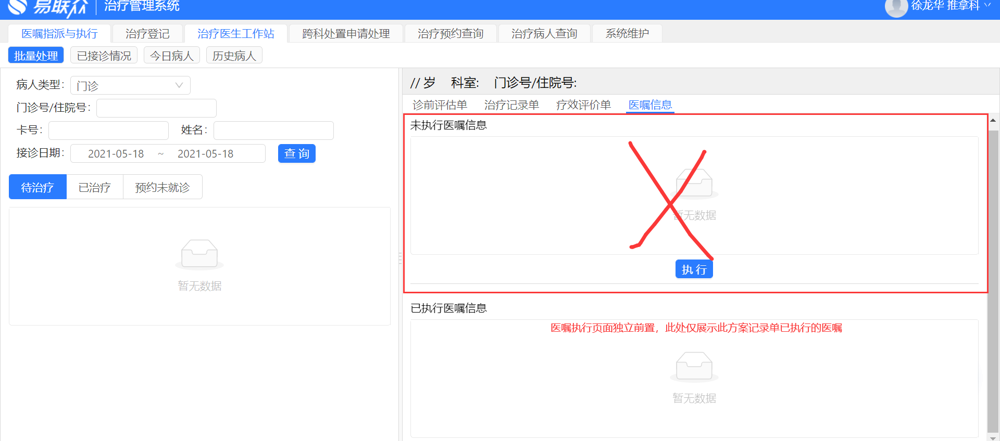 易联众 治疗管理系统 徐龙华 推拿科
医嘱指派与执行 治疗登记 治疗医生工作站 跨科处置申请处理 治疗预约查询 治疗病人查询 系统维护
批量处理 已接诊情况 今日病人 历史病人
病人类型: 门诊
门诊号/住院号:
卡号: 姓名:
接诊日期: 2021-05-18 ~ 2021-05-18 查 询
待治疗 已治疗 预约未就诊
暂无数据
// 岁 科室: 门诊号/住院号:
诊前评估单 治疗记录单 疗效评价单 医嘱信息
未执行医嘱信息
暂无数据
执 行
已执行医嘱信息
医嘱执行页面独立前置，此处仅展示此方案记录单已执行的医嘱
暂无数据